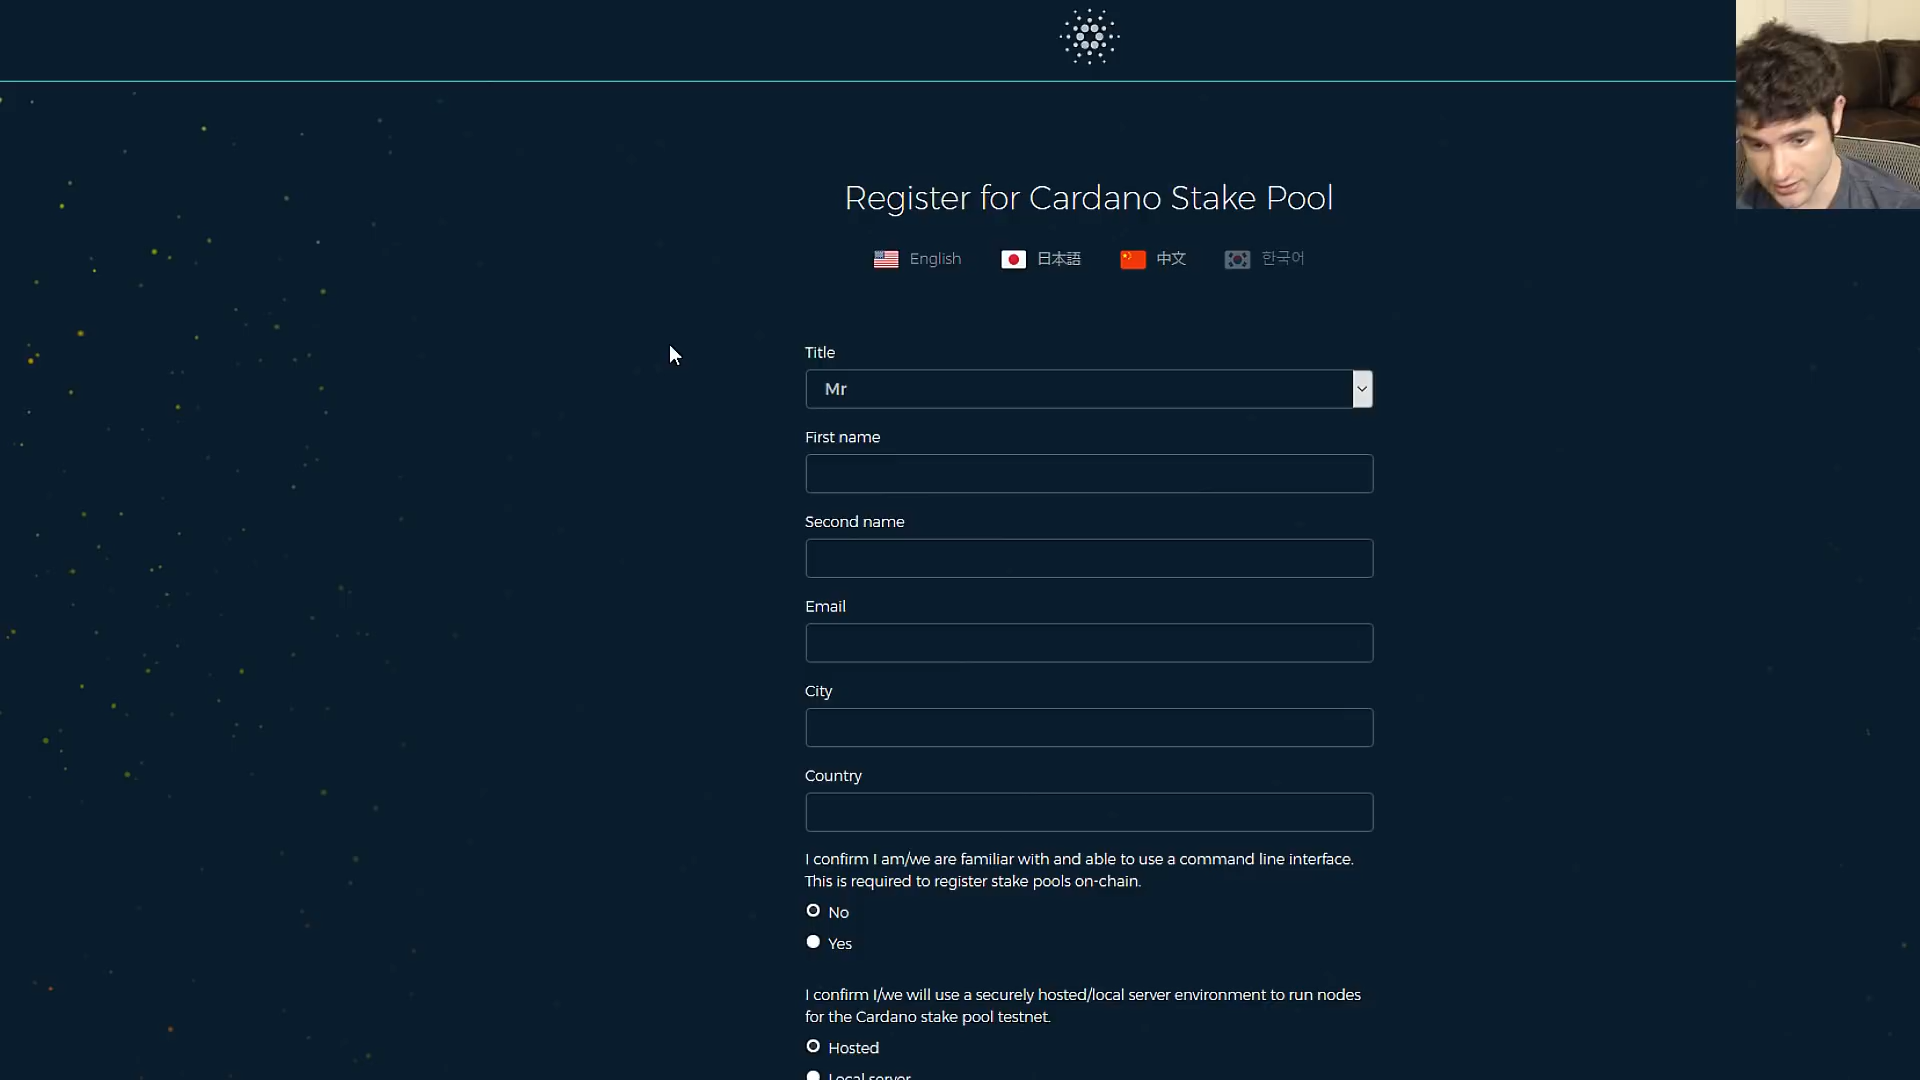 Register for Cardano Stake Pool
English 日本語 中文 한국어
Title
Mr
First name
Second name
Email
City
Country
I confirm I am/we are familiar with and able to use a command line interface.
This is required to register stake pools on-chain.
No
Yes
I confirm I/we will use a securely hosted/local server environment to run nodes
for the Cardano stake pool testnet.
Hosted
Local server